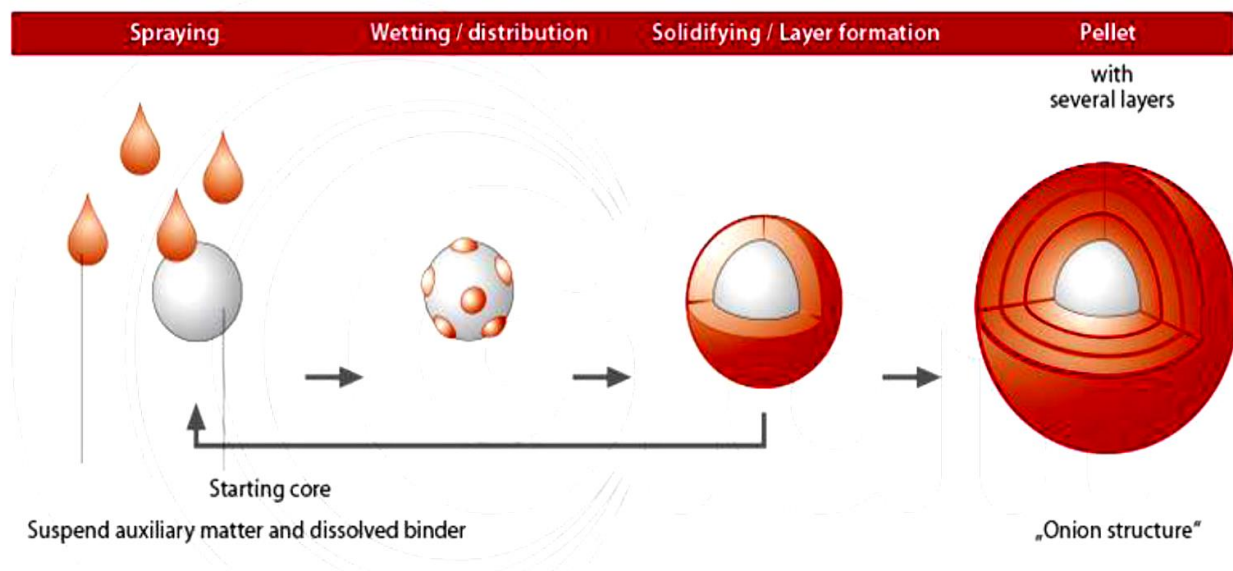 Spraying
Wetting / distribution
Solidifying / Layer formation
Pellet
with
several layers
Starting core
Suspend auxiliary matter and dissolved binder
„Onion structure“